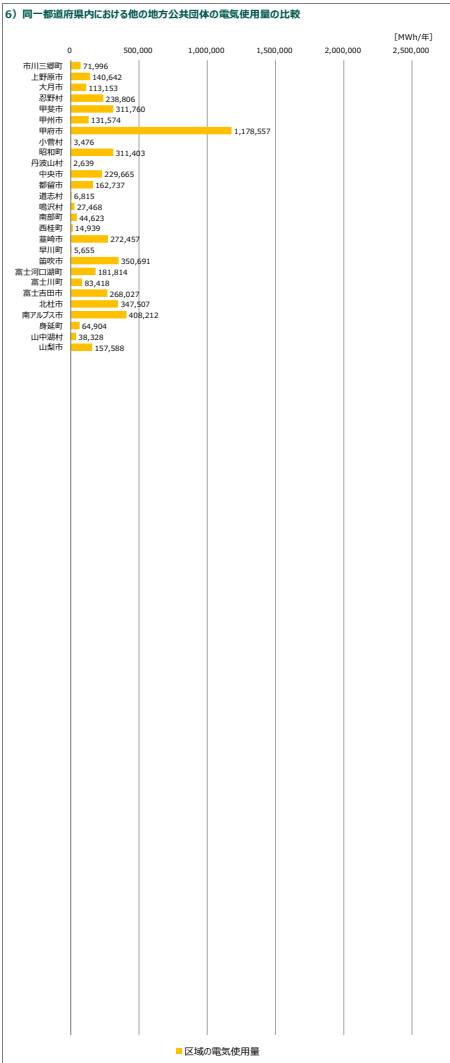 6）同一都道府県内における他の地方公共団体の電気使用量の比較
[MWh/年]
0 500,000 1,000,000 1,500,000 2,000,000 2,500,000
市川三郷町 71,996
上野原市 140,642
大月市 113,153
忍野村 238,806
甲斐市 311,760
甲州市 131,574
甲府市 1,178,557
小菅村 3,476
昭和町 311,403
丹波山村 2,639
中央市 229,665
都留市 162,737
道志村 6,815
鳴沢村 27,468
南部町 44,623
西桂町 14,939
韮崎市 272,457
早川町 5,655
笛吹市 350,691
富士河口湖町 181,814
富士川町 83,418
富士吉田市 268,027
北杜市 347,507
南アルプス市 408,212
身延町 64,904
山中湖村 38,328
山梨市 157,588
区域の電気使用量